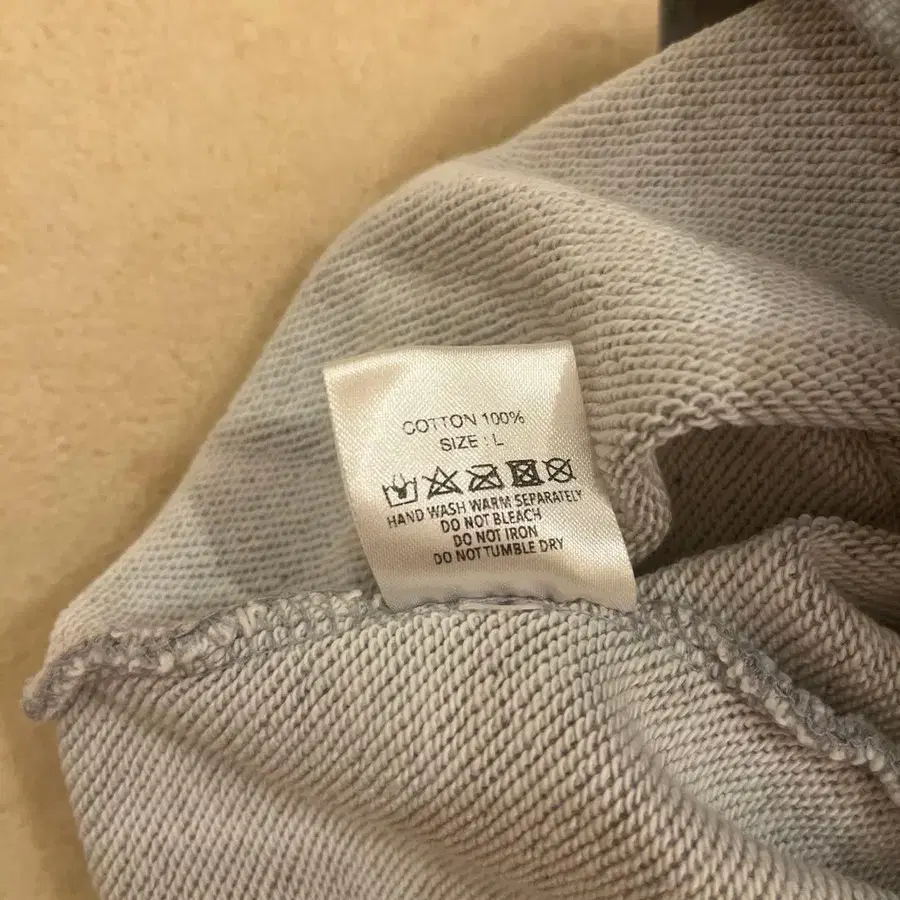 COTTON 100%
SIZE : L
HAND WASH WARM SEPARATELY
DO NOT BLEACH
DO NOT IRON
DO NOT TUMBLE DRY